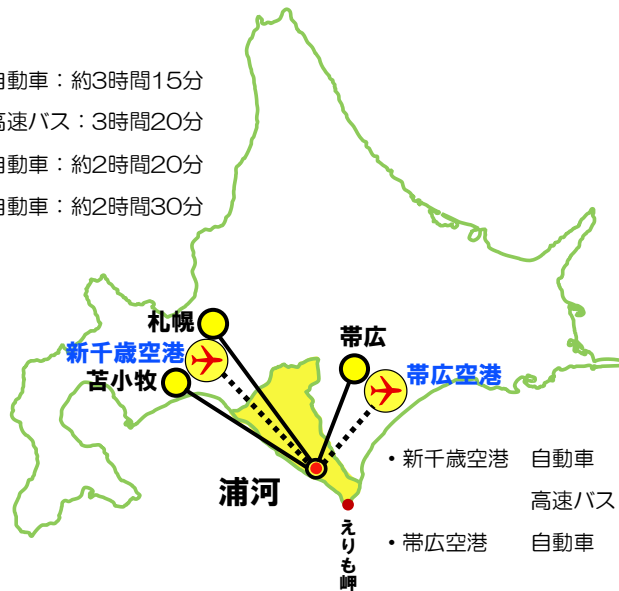 自動車：約3時間15分
高速バス：3時間20分
自動車：約2時間20分
自動車：約2時間30分
札幌
新千歳空港
苫小牧
帯広
帯広空港
浦河
えりも岬
・新千歳空港 自動車
高速バス
・帯広空港 自動車